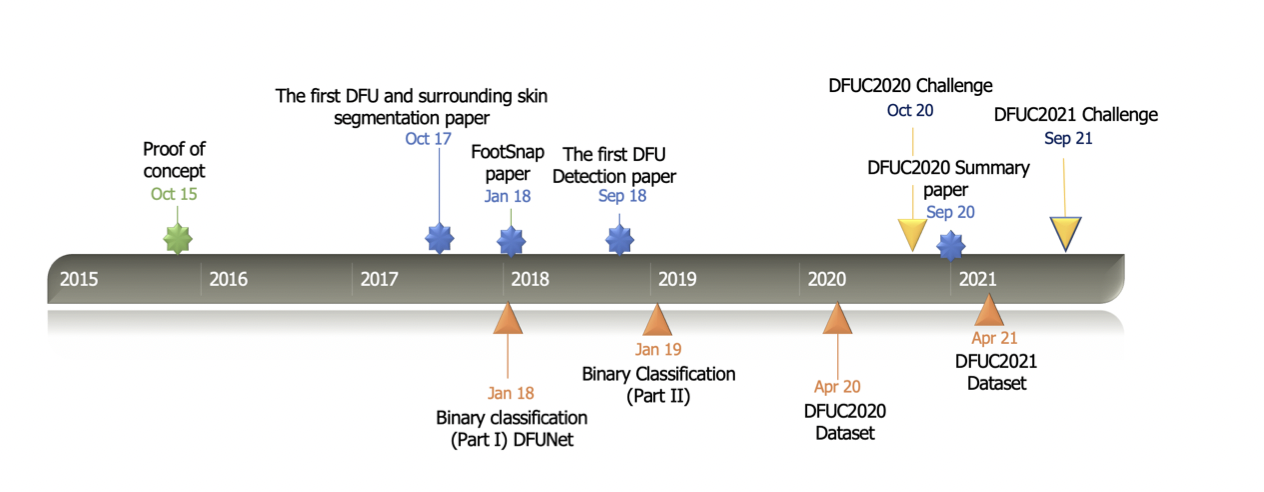 Proof of
concept
Oct 15
The first DFU and surrounding skin
segmentation paper
Oct 17
FootSnap
paper
Jan 18
The first DFU
Detection paper
Sep 18
DFUC2020 Challenge
Oct 20
DFUC2020 Summary
paper
Sep 20
DFUC2021 Challenge
Sep 21
2015
2016
2017
2018
2019
2020
2021
Jan 18
Binary classification
(Part I) DFUNet
Jan 19
Binary Classification
(Part II)
Apr 20
DFUC2020
Dataset
Apr 21
DFUC2021
Dataset